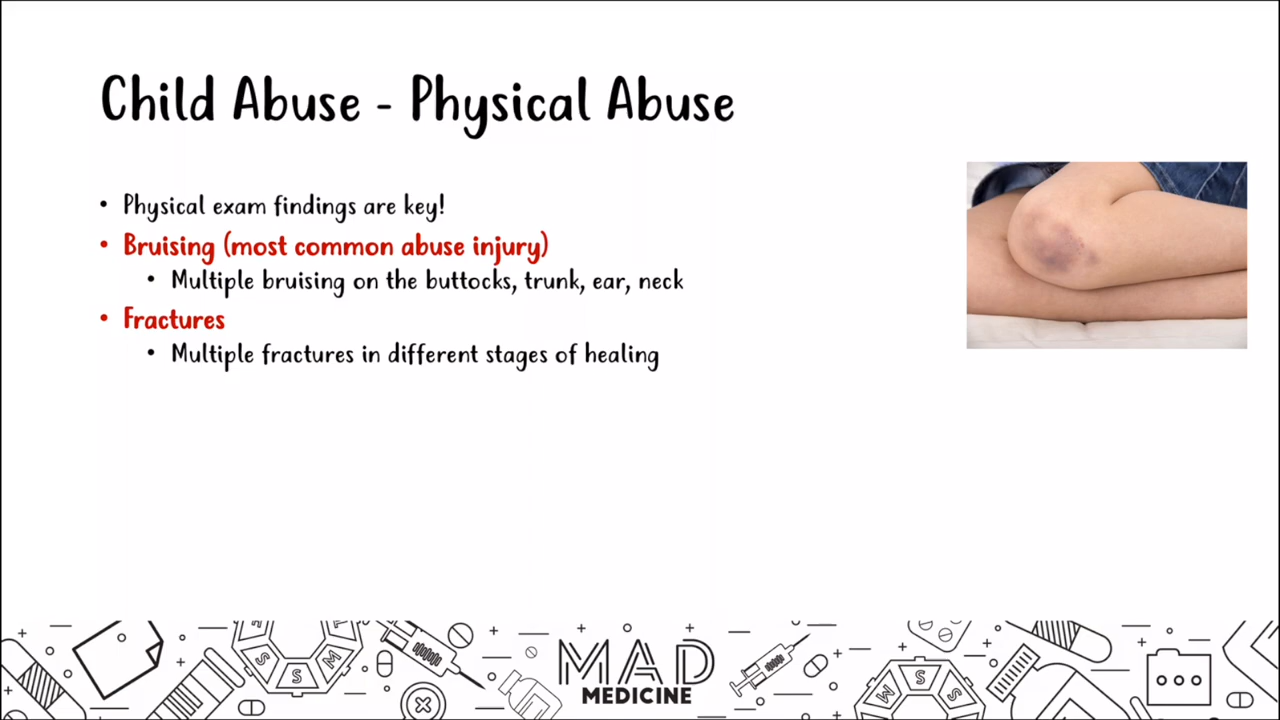 Child Abuse - Physical Abuse
• Physical exam findings are key!
• Bruising (most common abuse injury)
• Multiple bruising on the buttocks, trunk, ear, neck
• Fractures
• Multiple fractures in different stages of healing
MAD
MEDICINE
S
S
M
M
S
S